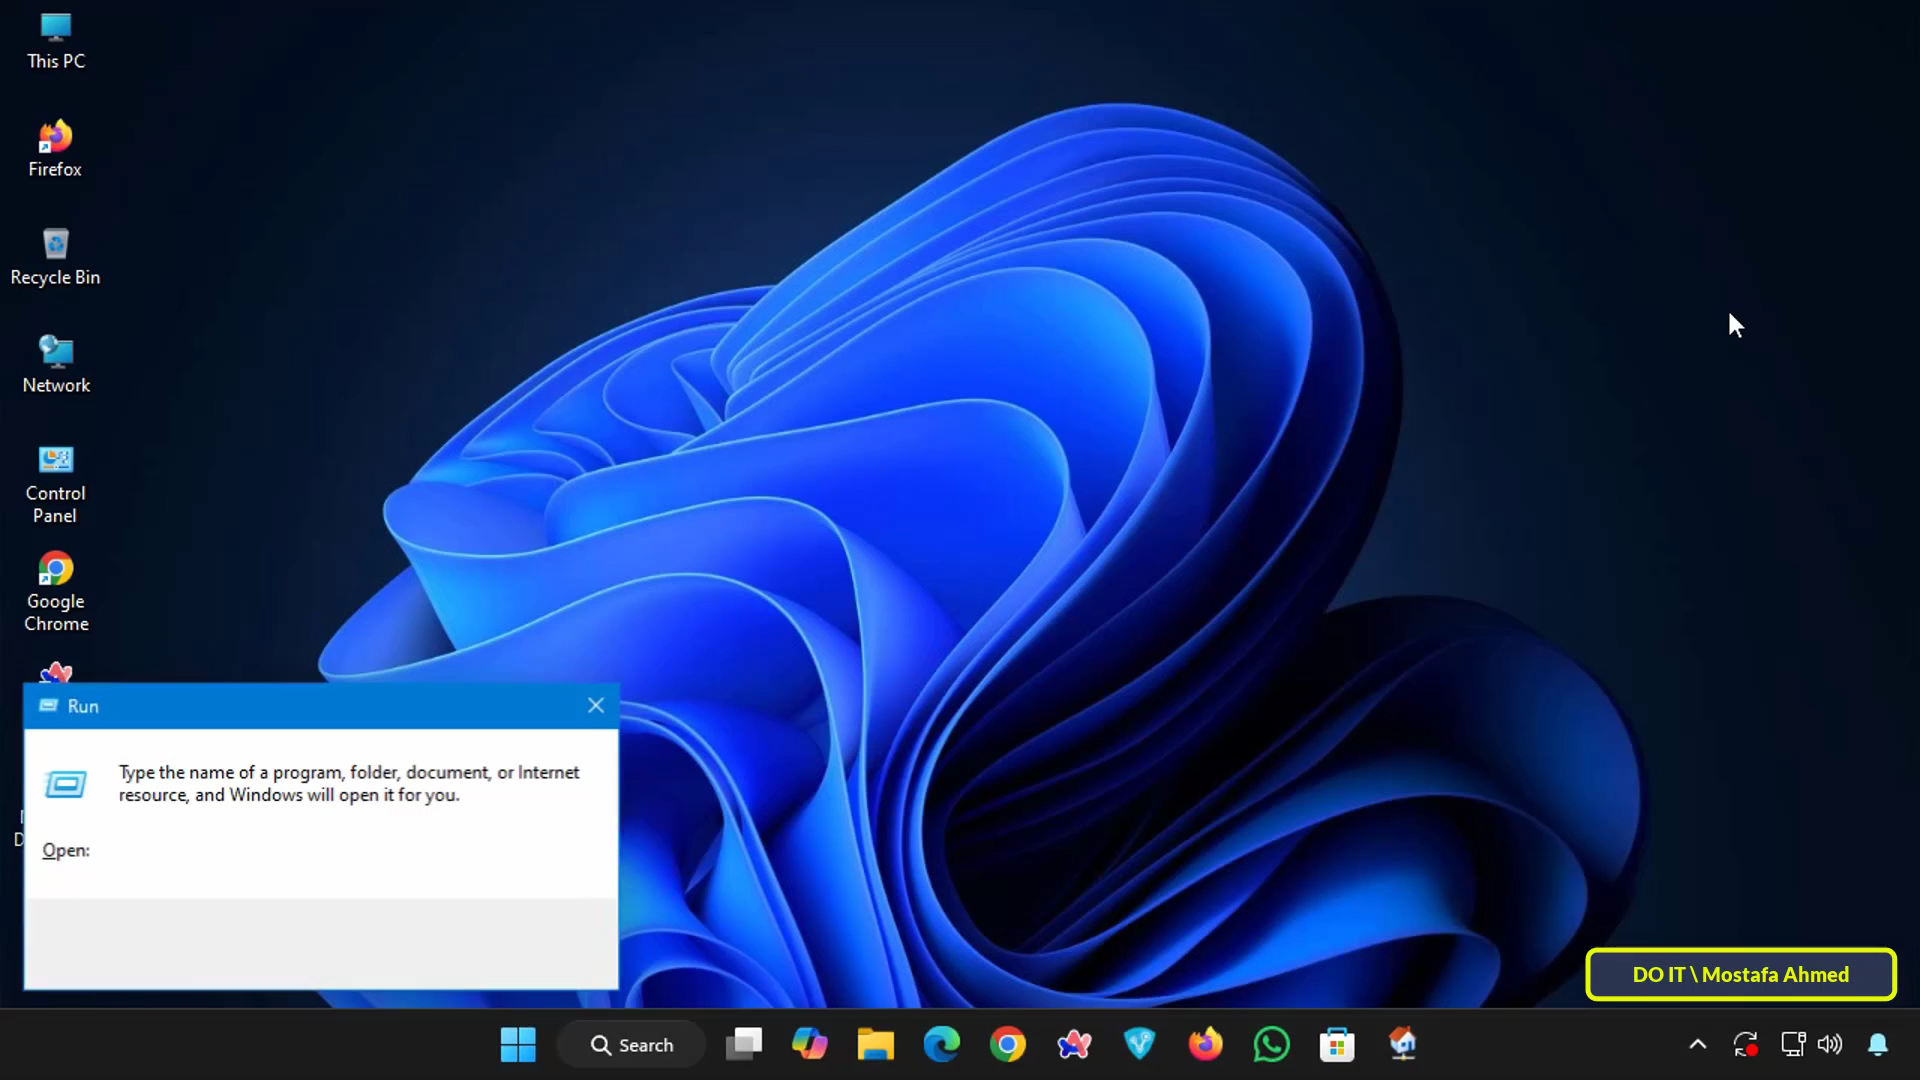 This PC
Firefox
Recycle Bin
Network
Control
Panel
Google
Chrome
Run
Type the name of a program, folder, document, or Internet
resource, and Windows will open it for you.
Open:
DO IT \ Mostafa Ahmed
Search